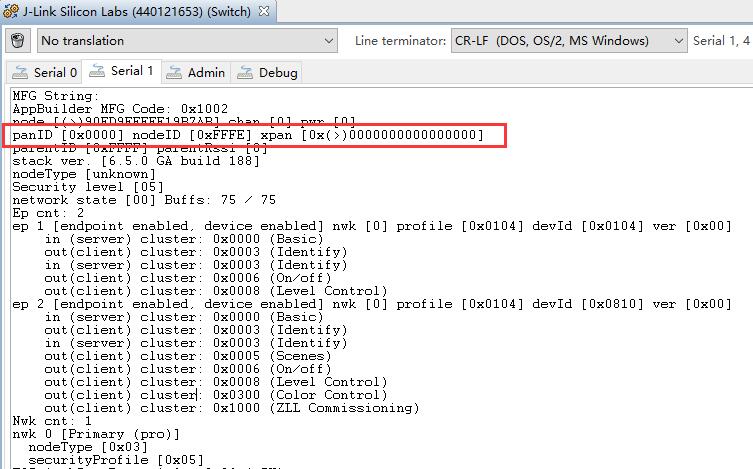 J-Link Silicon Labs (440121653) (Switch)
No translation
Line terminator:
CR-LF (DOS, OS/2, MS Windows)
Serial 1, 4
Serial 0
Serial 1
Admin
Debug
MFG String:
AppBuilder MFG Code: 0x1002
node [(>)90FD9FFFFE19B7AB] chan [0] pwr [0]
panID [0x0000] nodeID [0xFFFE] xpan [0x(>)0000000000000000]
parentID [0xFFFF] parentRssi [0]
stack ver. [6.5.0 GA build 188]
nodeType [unknown]
Security level [05]
network state [00] Buffs: 75 / 75
Ep cnt: 2
ep 1 [endpoint enabled, device enabled] nwk [0] profile [0x0104] devId [0x0104] ver [0x00]
in (server) cluster: 0x0000 (Basic)
out(client) cluster: 0x0003 (Identify)
in (server) cluster: 0x0003 (Identify)
out(client) cluster: 0x0006 (On/off)
out(client) cluster: 0x0008 (Level Control)
ep 2 [endpoint enabled, device enabled] nwk [0] profile [0x0104] devId [0x0810] ver [0x00]
in (server) cluster: 0x0000 (Basic)
out(client) cluster: 0x0003 (Identify)
in (server) cluster: 0x0003 (Identify)
out(client) cluster: 0x0005 (Scenes)
out(client) cluster: 0x0006 (On/off)
out(client) cluster: 0x0008 (Level Control)
out(client) cluster: 0x0300 (Color Control)
out(client) cluster: 0x1000 (ZLL Commissioning)
Nwk cnt: 1
nwk 0 [Primary (pro)]
nodeType [0x03]
securityProfile [0x05]